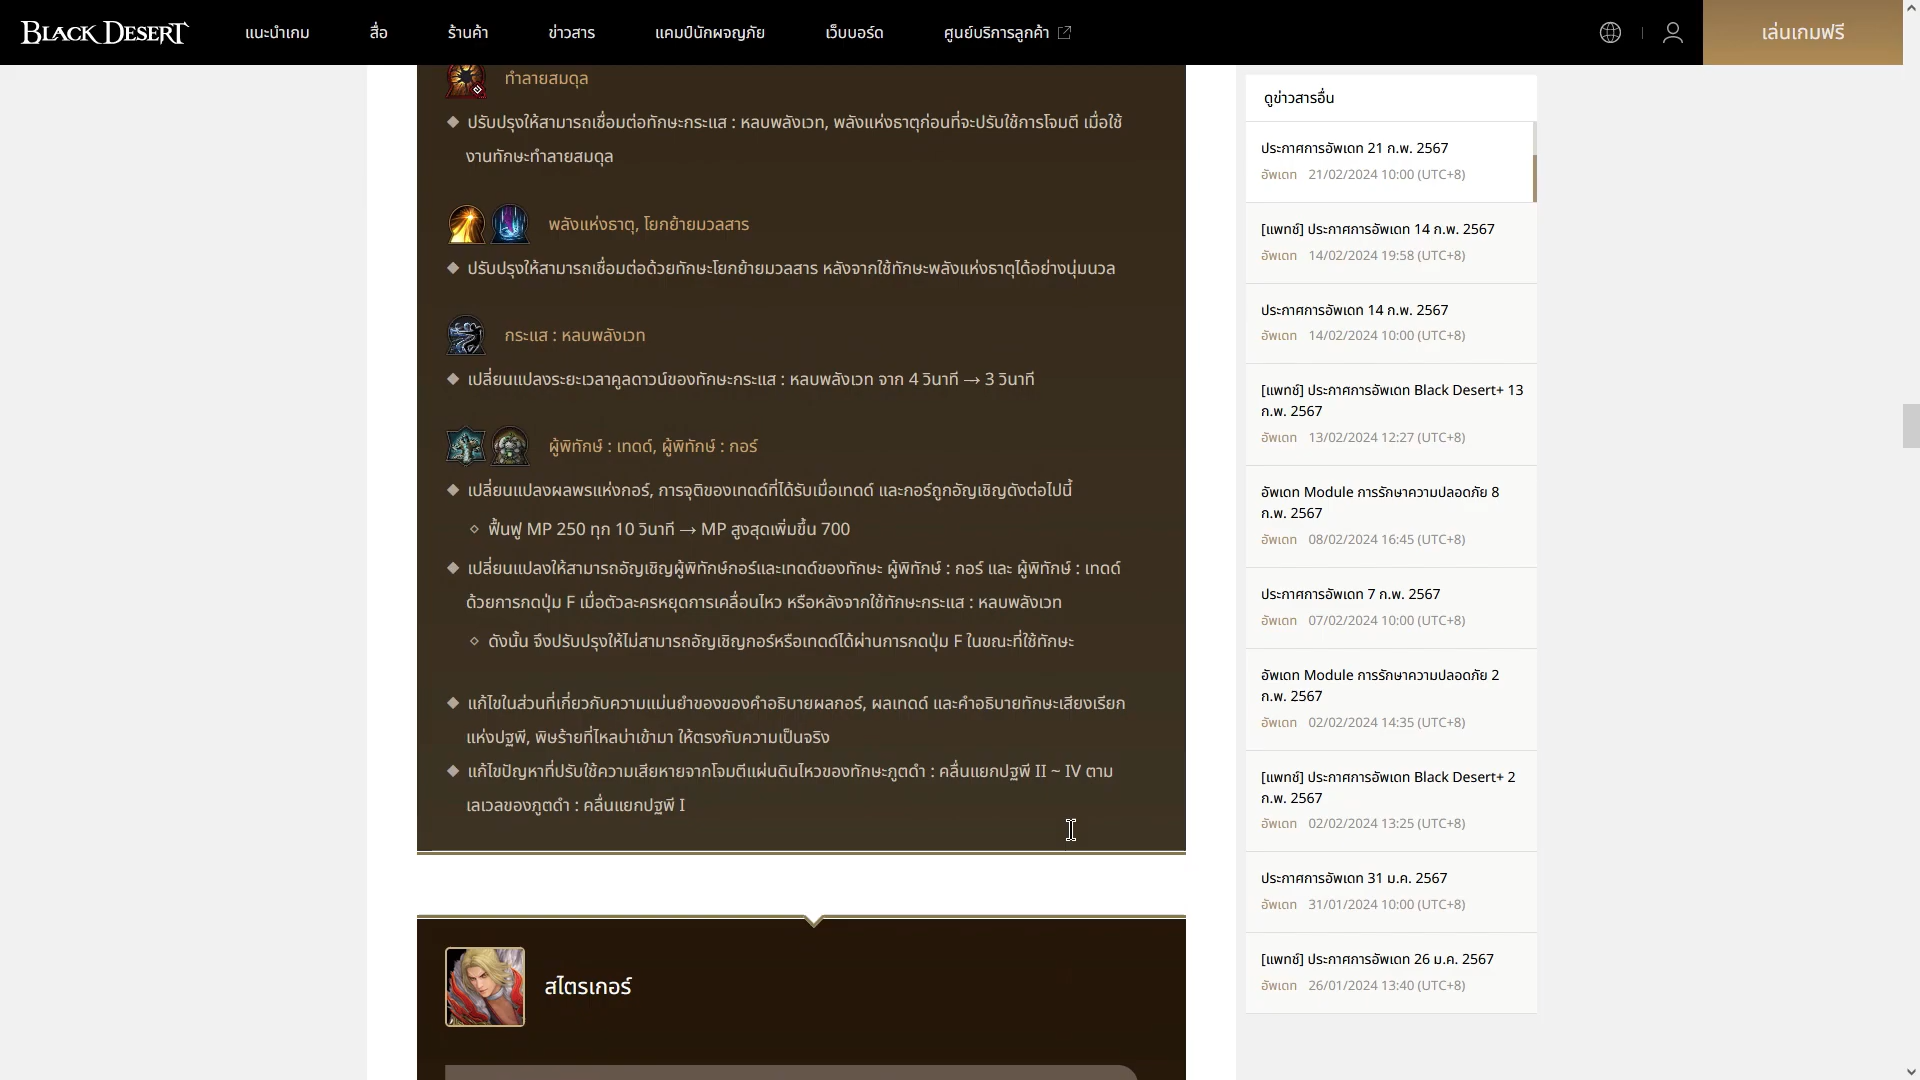 BLACK DESERT
แนะนำเกม
สื่อ
ร้านค้า
ข่าวสาร
แคมป์นักผจญภัย
เว็บบอร์ด
ศูนย์บริการลูกค้า
เล่นเกมฟรี
ทำลายสมดุล
ปรับปรุงให้สามารถเชื่อมต่อทักษะกระแส : หลบพลังเวท, พลังแห่งธาตุก่อนที่จะปรับใช้การโจมตี เมื่อใช้
งานทักษะทำลายสมดุล
พลังแห่งธาตุ, โยกย้ายมวลสาร
ปรับปรุงให้สามารถเชื่อมต่อด้วยทักษะโยกย้ายมวลสาร หลังจากใช้ทักษะพลังแห่งธาตุได้อย่างนุ่มนวล
กระแส : หลบพลังเวท
เปลี่ยนแปลงระยะเวลาคูลดาวน์ของทักษะกระแส : หลบพลังเวท จาก 4 วินาที → 3 วินาที
ผู้พิทักษ์ : เทดด์, ผู้พิทักษ์ : กอร์
เปลี่ยนแปลงผลพรแห่งกอร์, การจุติของเทดด์ที่ได้รับเมื่อเทดด์ และกอร์ถูกอัญเชิญดังต่อไปนี้
ฟื้นฟู MP 250 ทุก 10 วินาที → MP สูงสุดเพิ่มขึ้น 700
เปลี่ยนแปลงให้สามารถอัญเชิญผู้พิทักษ์กอร์และเทดด์ของทักษะ ผู้พิทักษ์ : กอร์ และ ผู้พิทักษ์ : เทดด์
ด้วยการกดปุ่ม F เมื่อตัวละครหยุดการเคลื่อนไหว หรือหลังจากใช้ทักษะกระแส : หลบพลังเวท
ดังนั้น จึงปรับปรุงให้ไม่สามารถอัญเชิญกอร์หรือเทดด์ได้ผ่านการกดปุ่ม F ในขณะที่ใช้ทักษะ
แก้ไขในส่วนที่เกี่ยวกับความแม่นยำของของคำอธิบายผลกอร์, ผลเทดด์ และคำอธิบายทักษะเสียงเรียก
แห่งปฐพี, พิษร้ายที่ไหลบ่าเข้ามา ให้ตรงกับความเป็นจริง
แก้ไขปัญหาที่ปรับใช้ความเสียหายจากโจมตีแผ่นดินไหวของทักษะภูตดำ : คลื่นแยกปฐพี II ~ IV ตาม
เลเวลของภูตดำ : คลื่นแยกปฐพี I
สไตรเกอร์
ดูข่าวสารอื่น
ประกาศการอัพเดท 21 ก.พ. 2567
อัพเดท 21/02/2024 10:00 (UTC+8)
[แพทช์] ประกาศการอัพเดท 14 ก.พ. 2567
อัพเดท 14/02/2024 19:58 (UTC+8)
ประกาศการอัพเดท 14 ก.พ. 2567
อัพเดท 14/02/2024 10:00 (UTC+8)
[แพทช์] ประกาศการอัพเดท Black Desert+ 13
ก.พ. 2567
อัพเดท 13/02/2024 12:27 (UTC+8)
อัพเดท Module การรักษาความปลอดภัย 8
ก.พ. 2567
อัพเดท 08/02/2024 16:45 (UTC+8)
ประกาศการอัพเดท 7 ก.พ. 2567
อัพเดท 07/02/2024 10:00 (UTC+8)
อัพเดท Module การรักษาความปลอดภัย 2
ก.พ. 2567
อัพเดท 02/02/2024 14:35 (UTC+8)
[แพทช์] ประกาศการอัพเดท Black Desert+ 2
ก.พ. 2567
อัพเดท 02/02/2024 13:25 (UTC+8)
ประกาศการอัพเดท 31 ม.ค. 2567
อัพเดท 31/01/2024 10:00 (UTC+8)
[แพทช์] ประกาศการอัพเดท 26 ม.ค. 2567
อัพเดท 26/01/2024 13:40 (UTC+8)